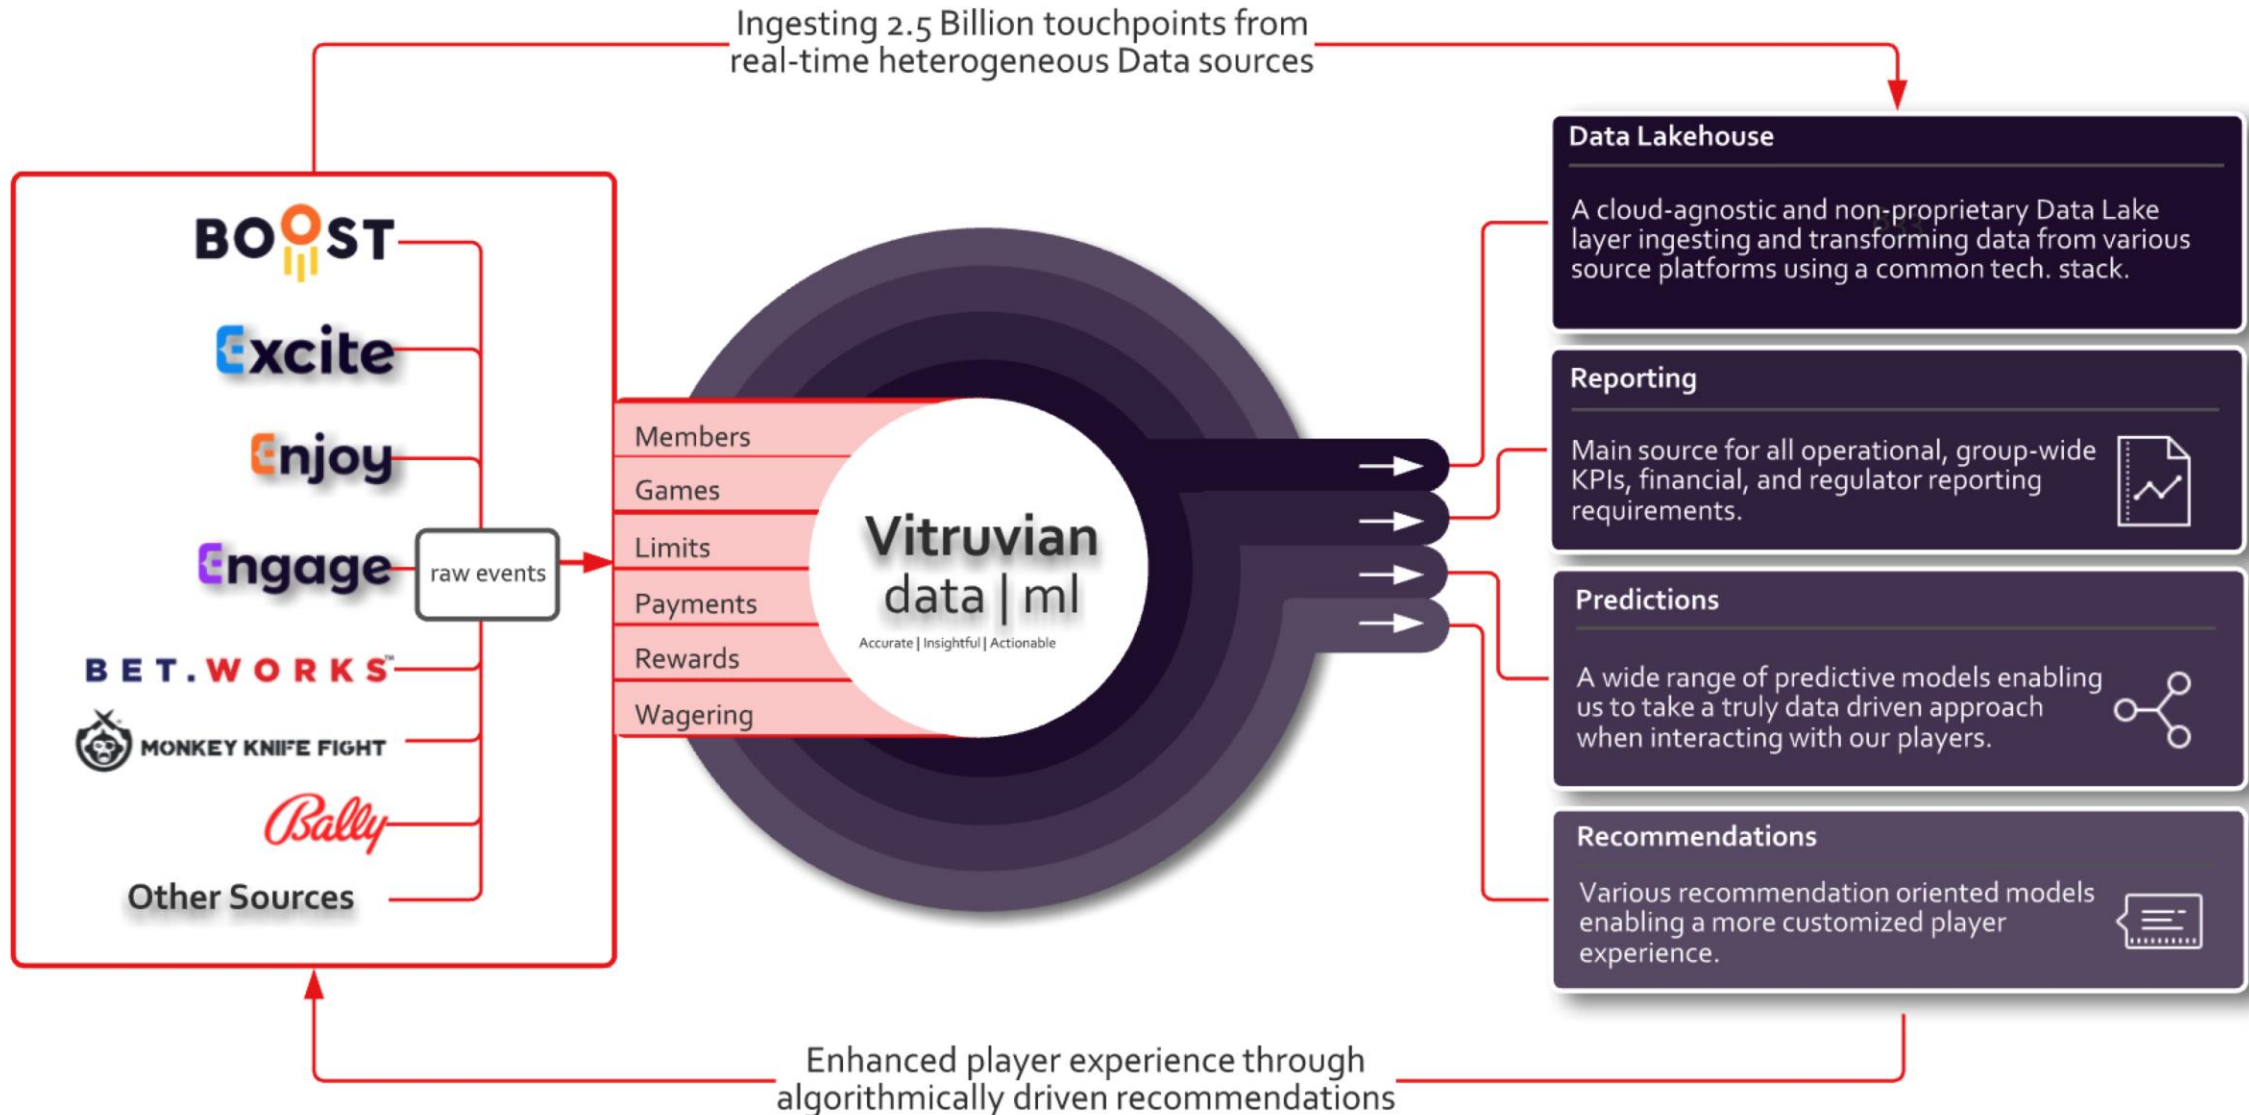 Ingesting 2.5 Billion touchpoints from
real-time heterogeneous Data sources
BOOST
Excite
Enjoy
Engage
BET.WORKS™
MONKEY KNIFE FIGHT
Bally
Other Sources
raw events
Members
Games
Limits
Payments
Rewards
Wagering
Vitruvian
data | ml
Accurate | Insightful | Actionable
Data Lakehouse
A cloud-agnostic and non-proprietary Data Lake
layer ingesting and transforming data from various
source platforms using a common tech. stack.
Reporting
Main source for all operational, group-wide
KPIs, financial, and regulator reporting
requirements.
Predictions
A wide range of predictive models enabling
us to take a truly data driven approach
when interacting with our players.
Recommendations
Various recommendation oriented models
enabling a more customized player
experience.
Enhanced player experience through
algorithmically driven recommendations